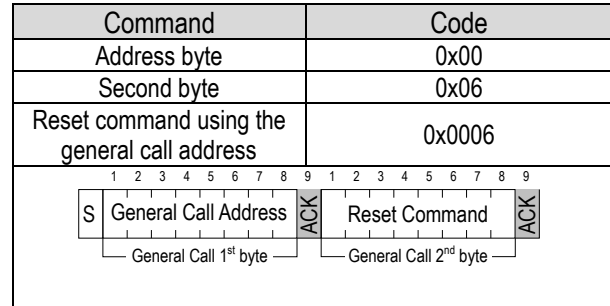 Command Code
Address byte 0x00
Second byte 0x06
Reset command using the
general call address 0x0006
1 2 3 4 5 6 7 8 9 1 2 3 4 5 6 7 8 9
S General Call Address ACK Reset Command ACK
General Call 1st byte General Call 2nd byte